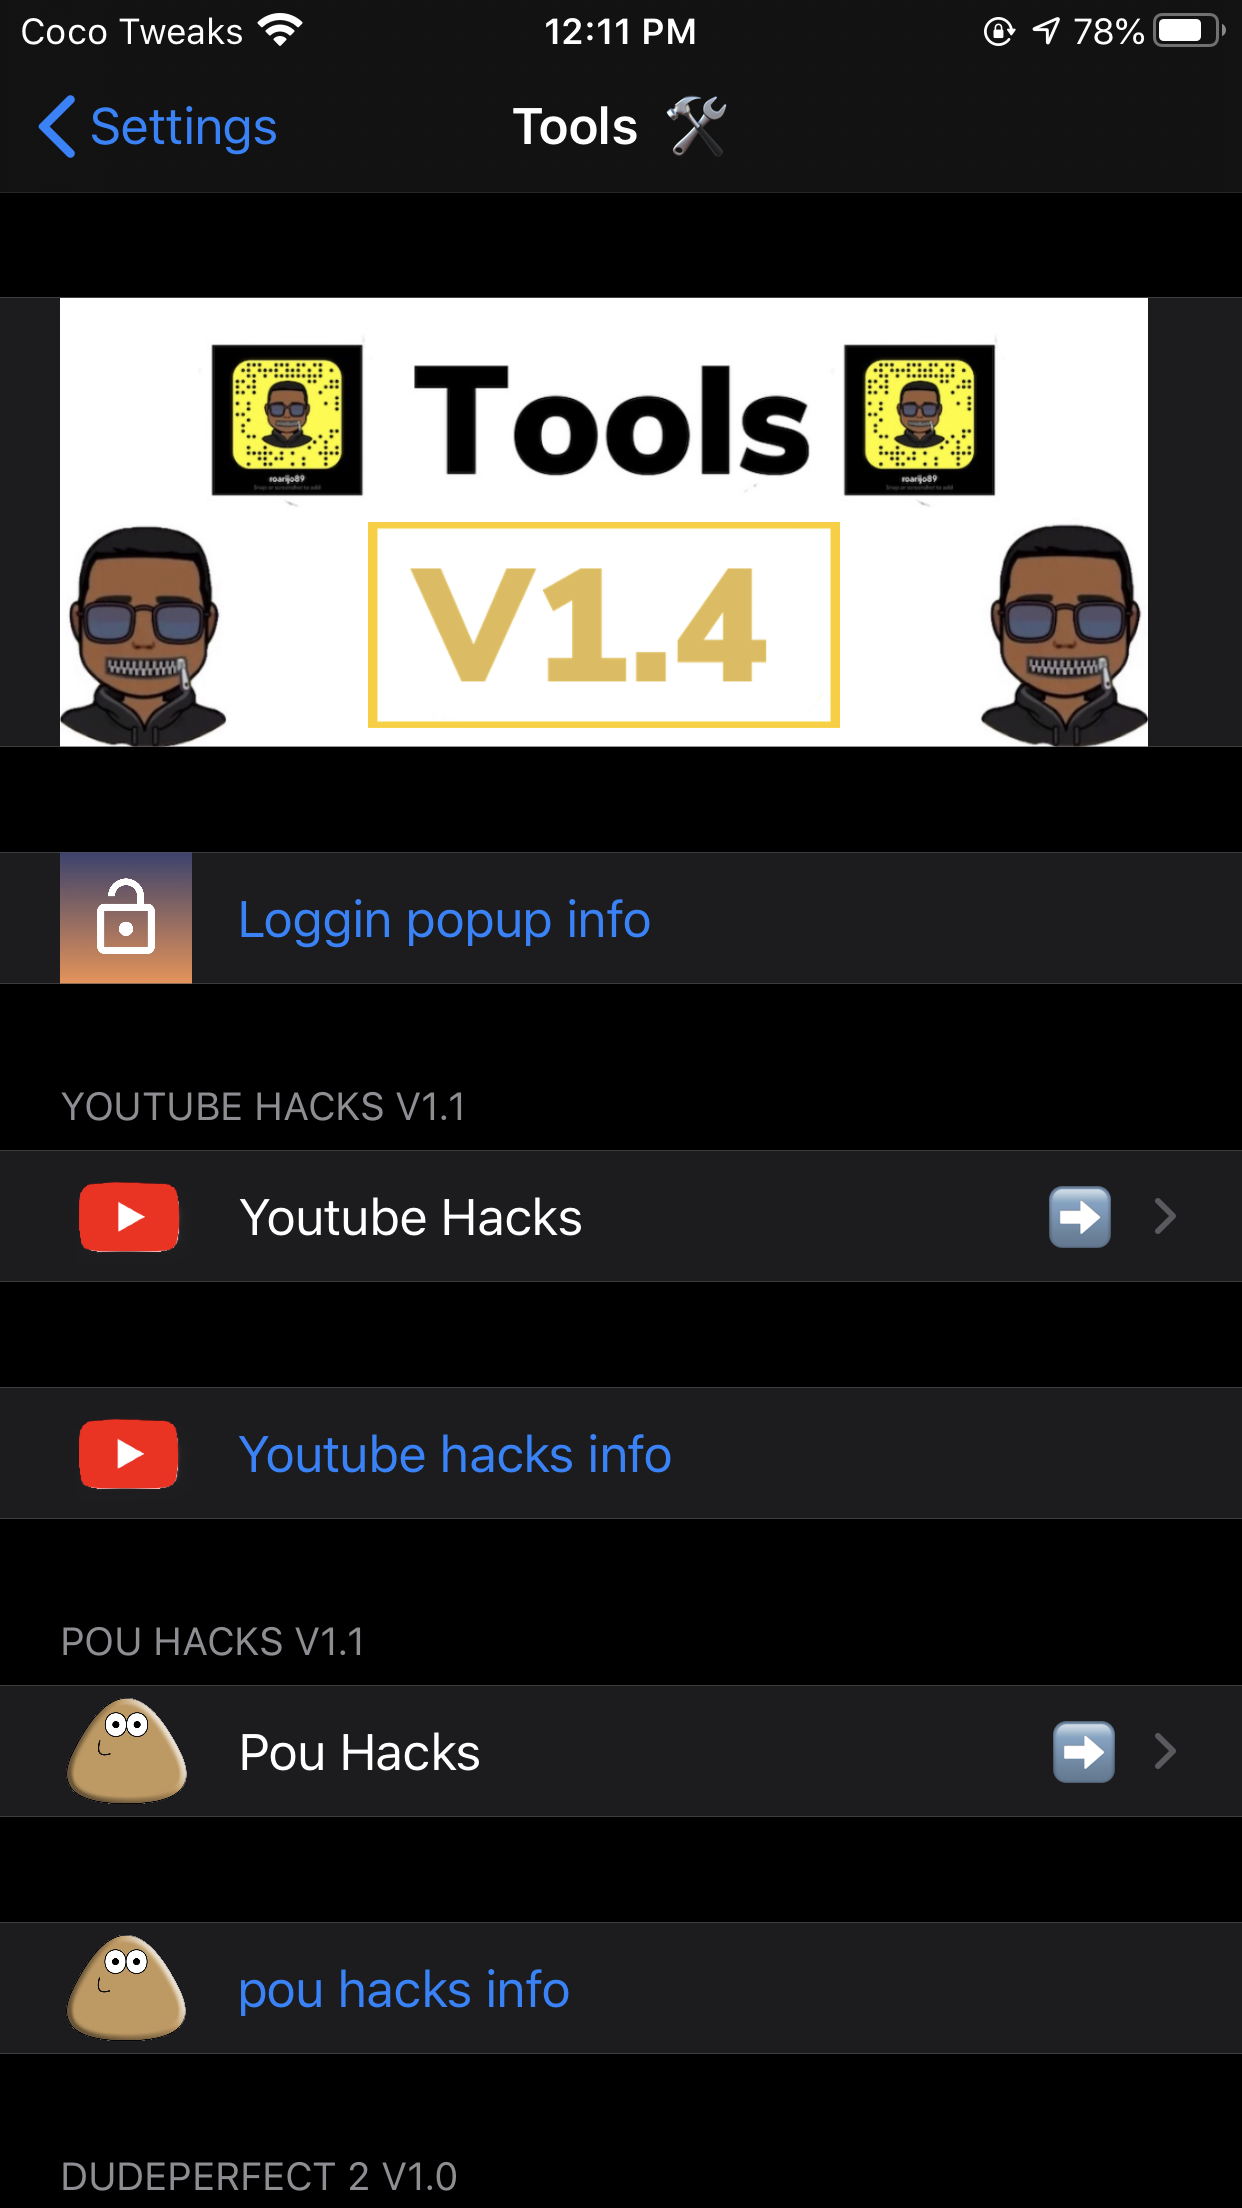 Coco Tweaks 12:11 PM 78%
Settings Tools
Tools
roarijo89 roarijo89
V1.4
Loggin popup info
YOUTUBE HACKS V1.1
Youtube Hacks
Youtube hacks info
POU HACKS V1.1
Pou Hacks
pou hacks info
DUDEPERFECT 2 V1.0